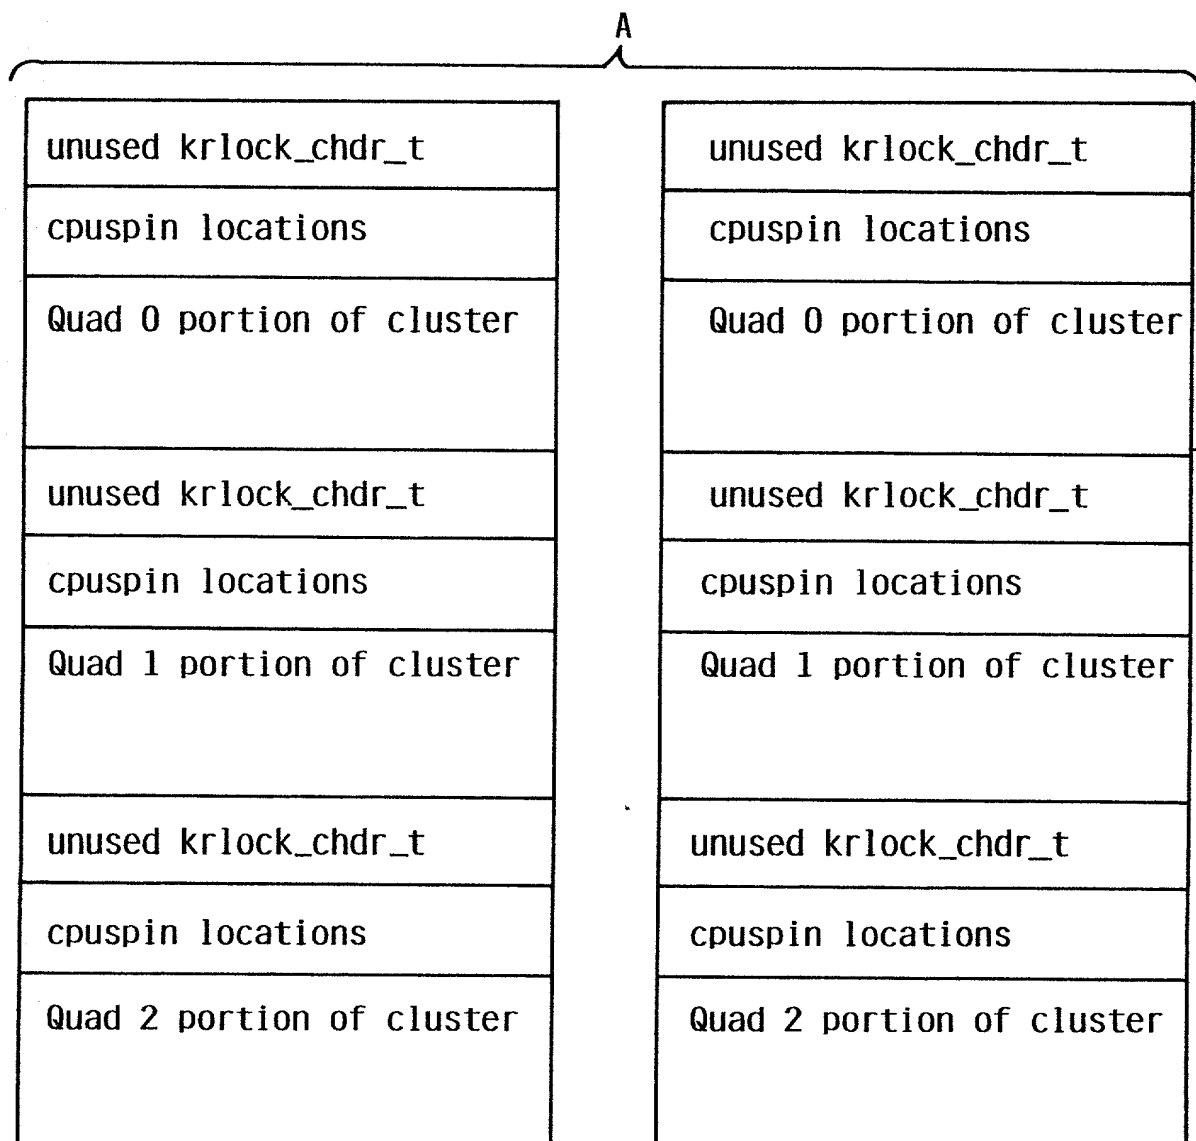 A
unused krlock_chdr_t
cpuspin locations
Quad 0 portion of cluster
unused krlock_chdr_t
cpuspin locations
Quad 1 portion of cluster
unused krlock_chdr_t
cpuspin locations
Quad 2 portion of cluster
unused krlock_chdr_t
cpuspin locations
Quad 0 portion of cluster
unused krlock_chdr_t
cpuspin locations
Quad 1 portion of cluster
unused krlock_chdr_t
cpuspin locations
Quad 2 portion of cluster